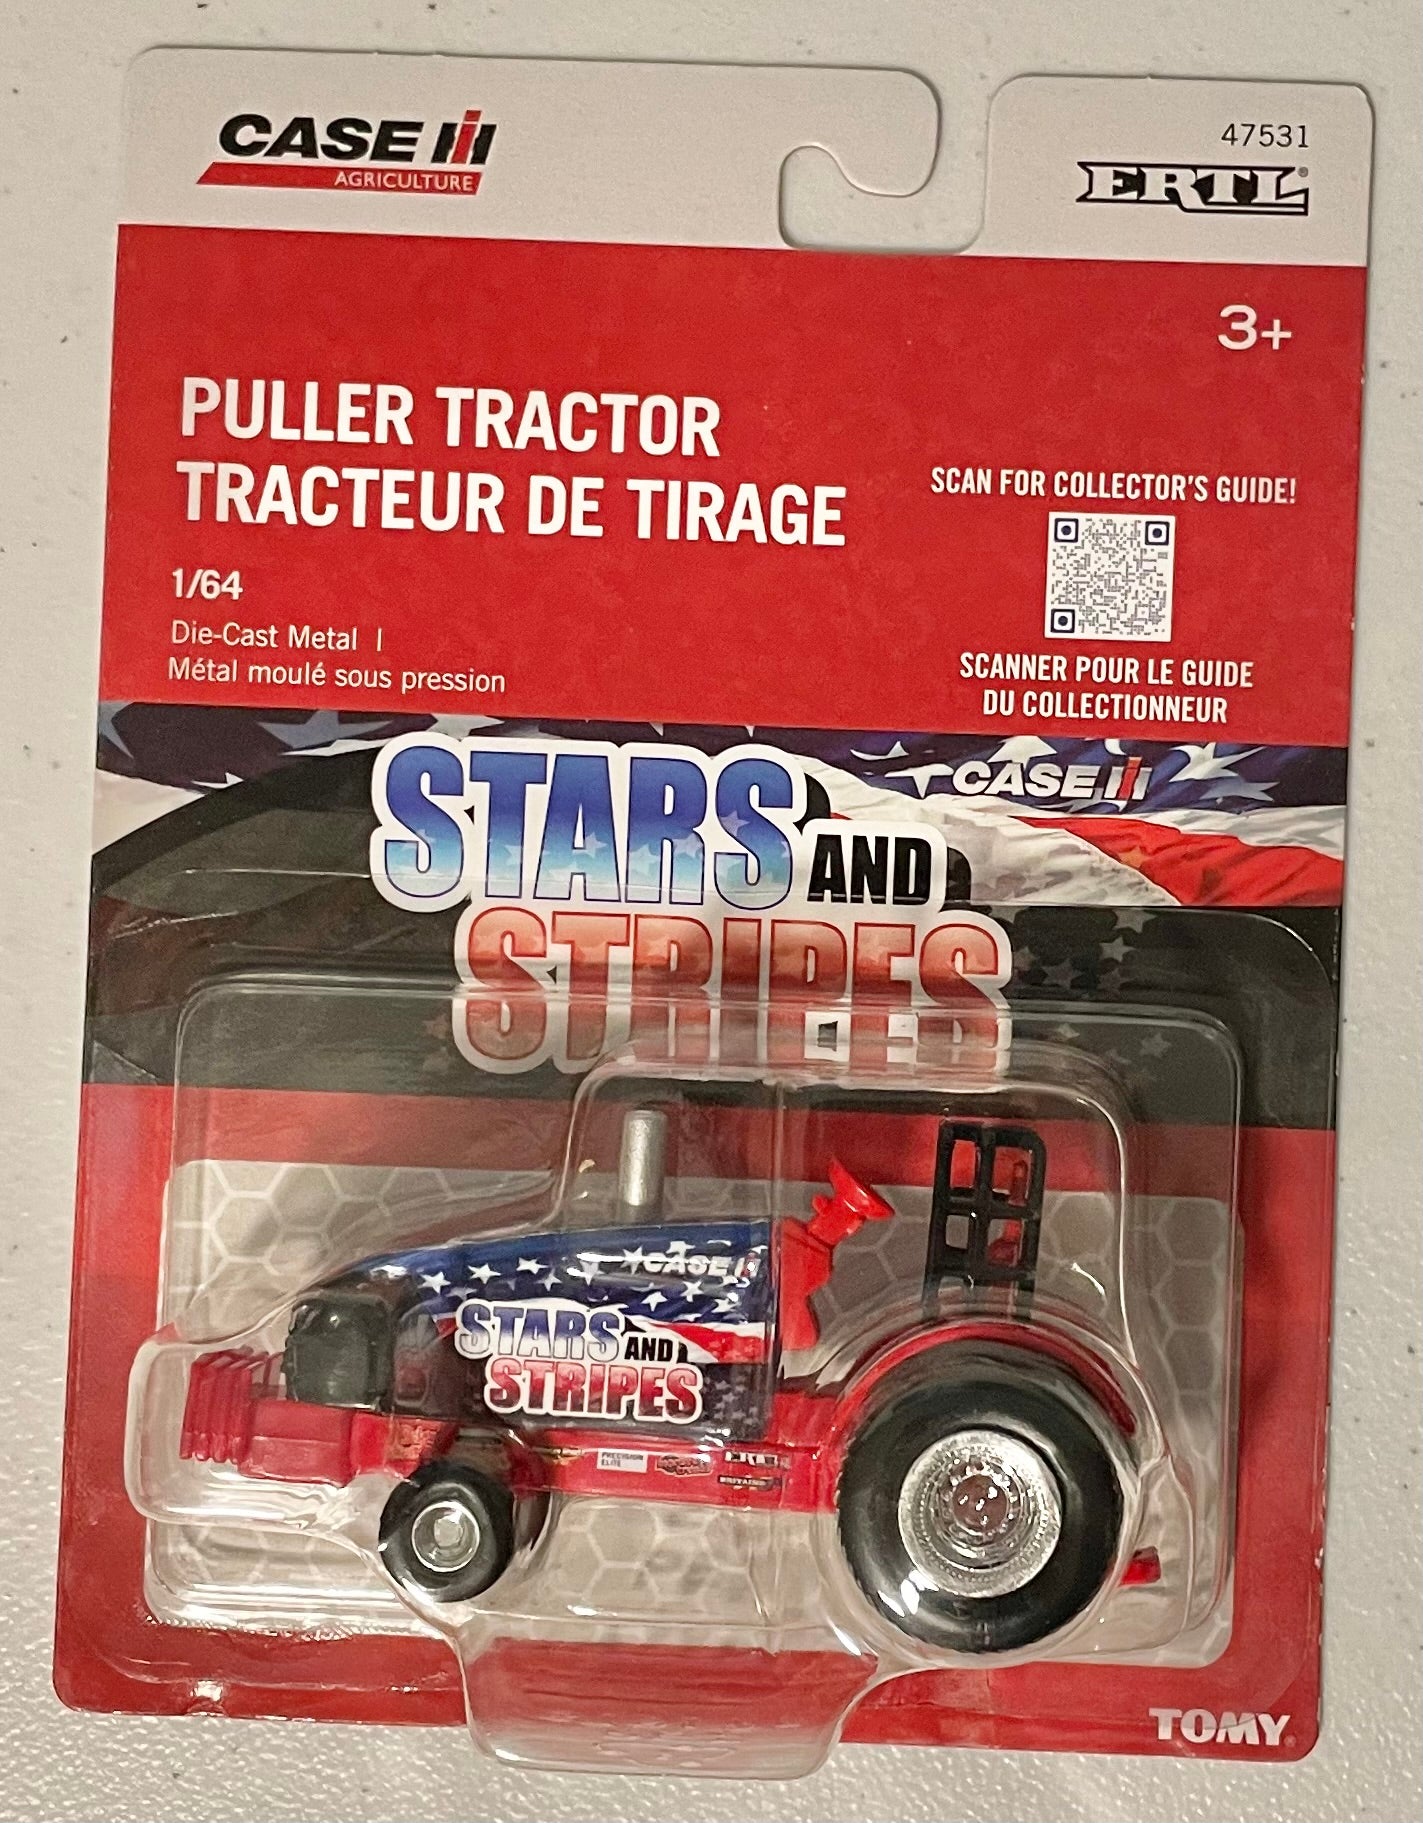 CASE IH
AGRICULTURE
47531
ERTL®
3+
PULLER TRACTOR
TRACTEUR DE TIRAGE
1/64
Die-Cast Metal |
Métal moulé sous pression
SCAN FOR COLLECTOR'S GUIDE!
SCANNER POUR LE GUIDE
DU COLLECTIONNEUR
CASE IH
STARS
AND
STRIPES
CASE IH
STARS
AND
STRIPES
PRECISION
ELITE
ERTL
BRITAINS
TOMY®